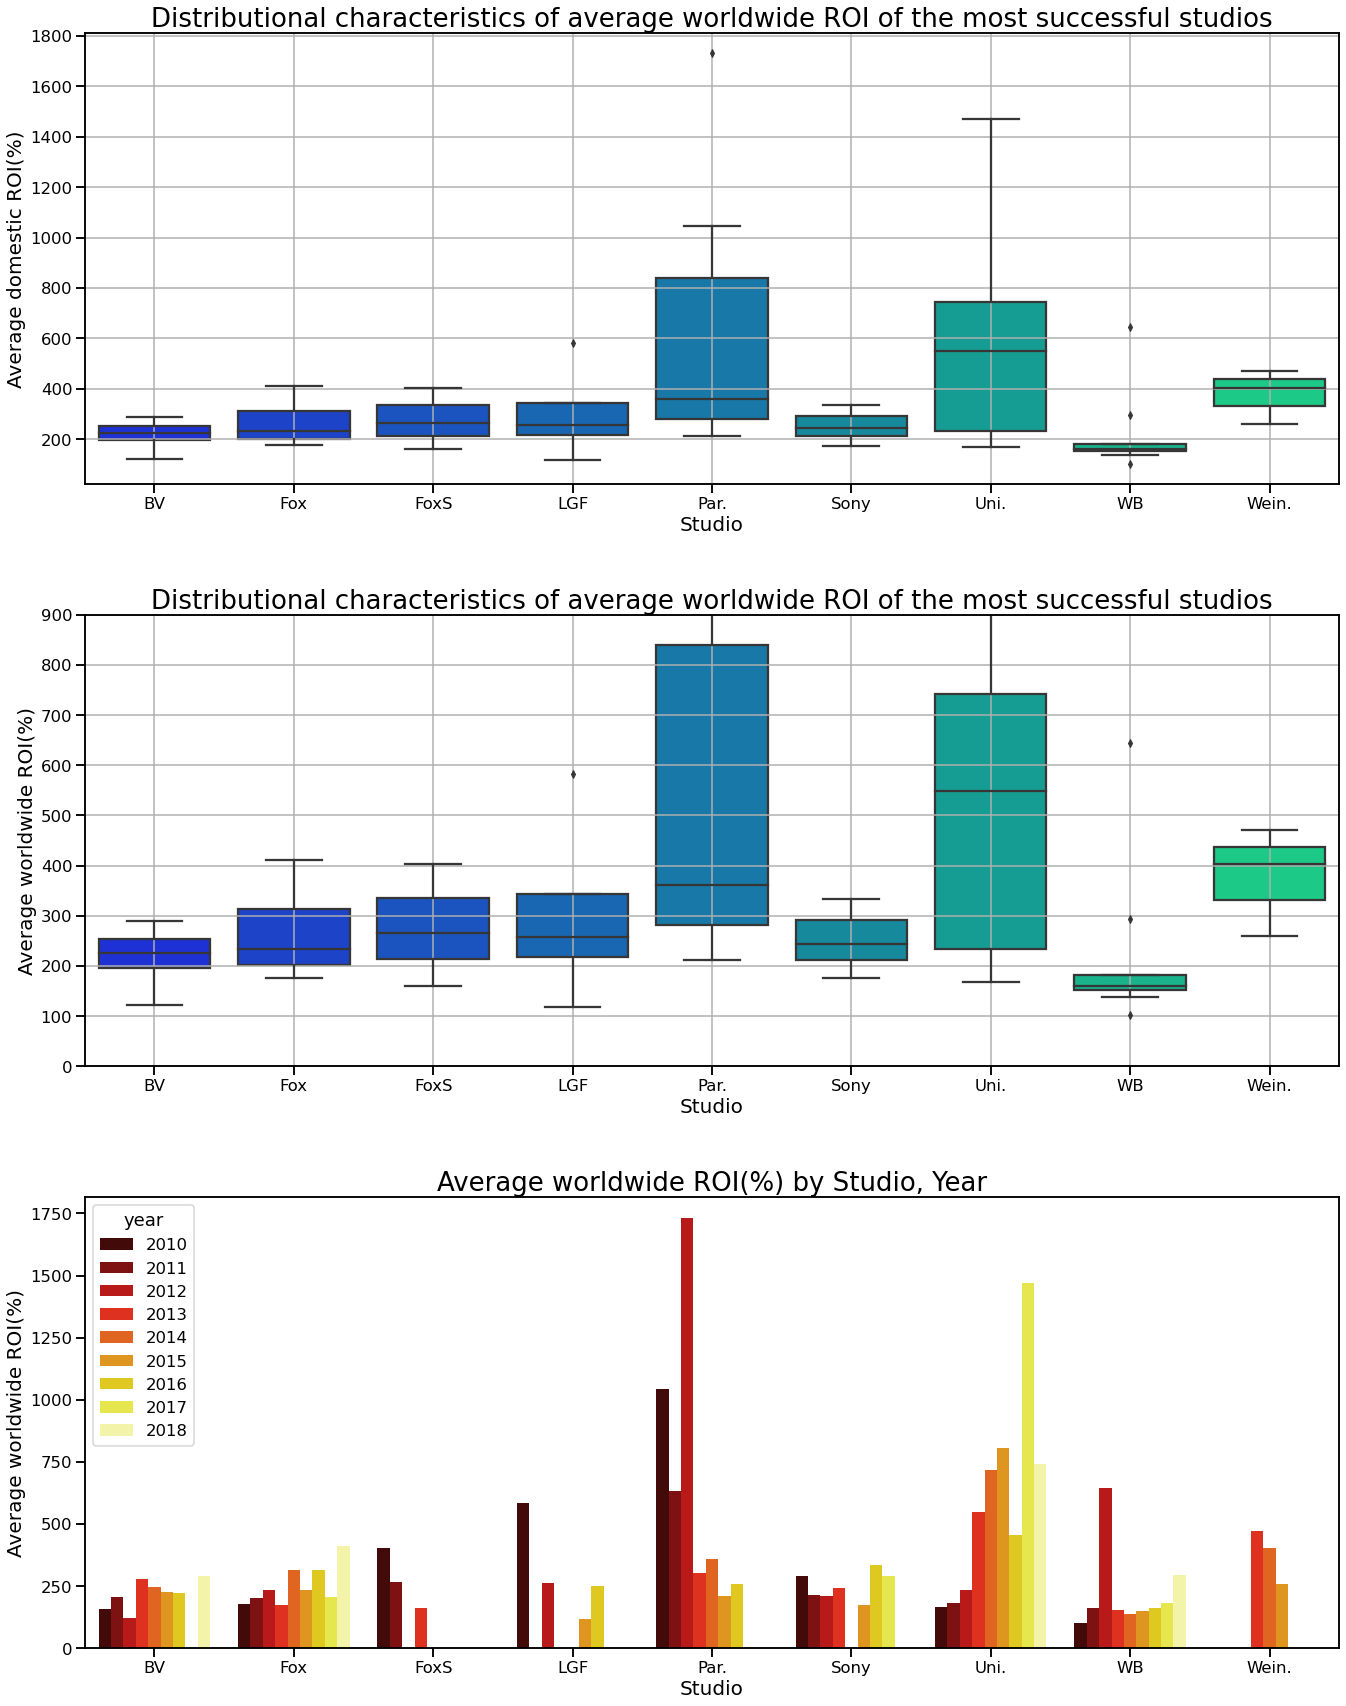 Distributional characteristics of average worldwide ROI of the most successful studios
Average domestic ROI(%)
1800
1600
1400
1200
1000
800
600
400
200
BV Fox FoxS LGF Par. Sony Uni. WB Wein.
Studio
Distributional characteristics of average worldwide ROI of the most successful studios
Average worldwide ROI(%)
900
800
700
600
500
400
300
200
100
0
BV Fox FoxS LGF Par. Sony Uni. WB Wein.
Studio
Average worldwide ROI(%) by Studio, Year
Average worldwide ROI(%)
1750
1500
1250
1000
750
500
250
0
year
2010
2011
2012
2013
2014
2015
2016
2017
2018
BV Fox FoxS LGF Par. Sony Uni. WB Wein.
Studio